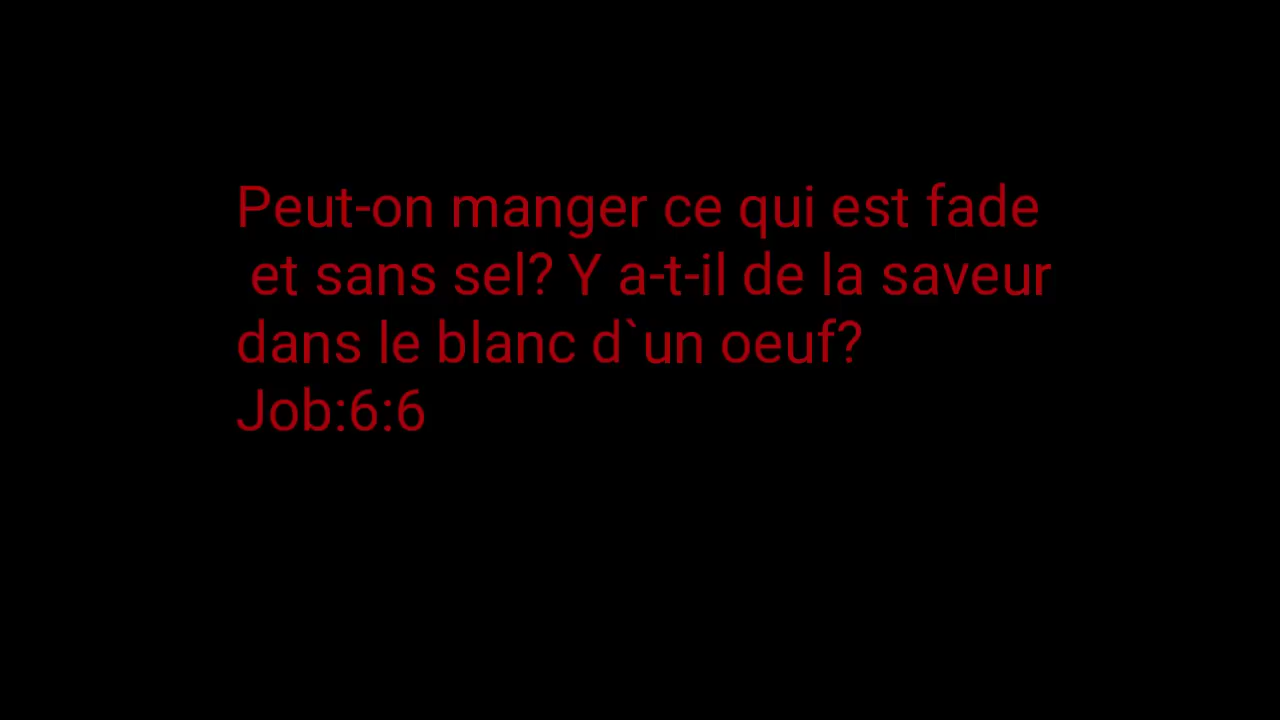 Peut-on manger ce qui est fade
et sans sel? Y a-t-il de la saveur
dans le blanc d`un oeuf?
Job:6:6